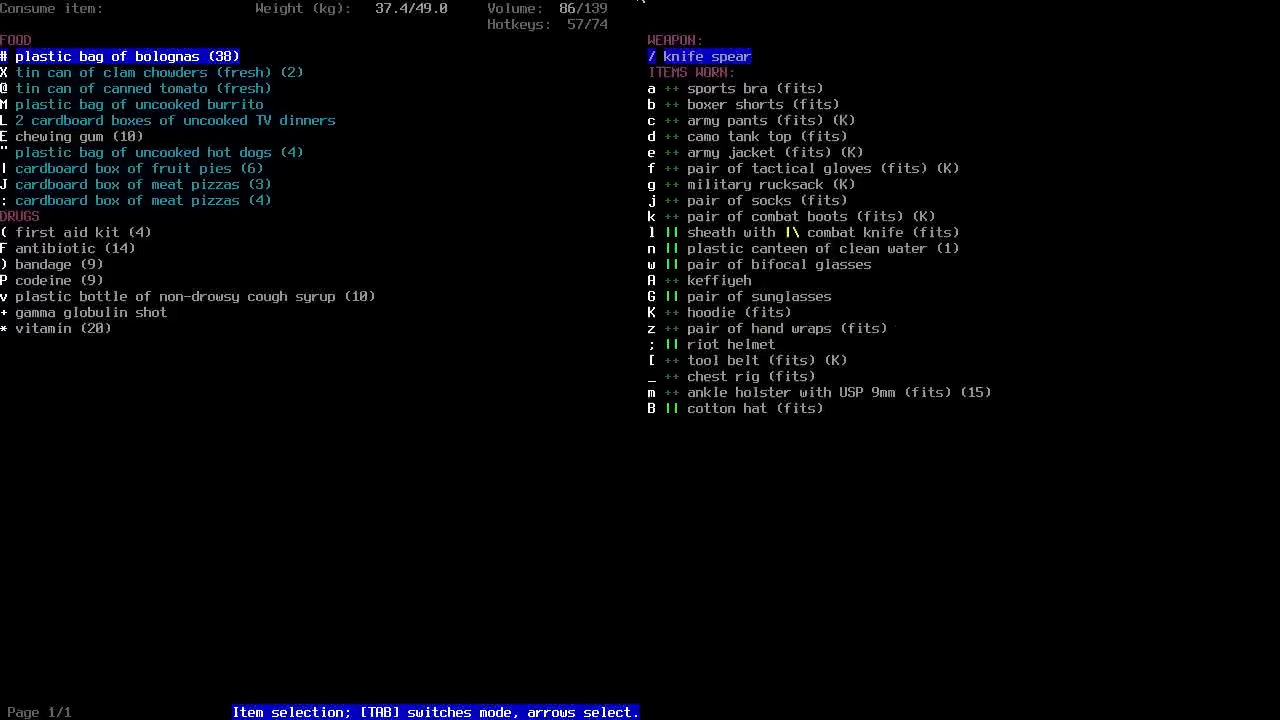 Consume item: Weight (kg): 37.4/49.0 Volume: 86/139
Hotkeys: 57/74
FOOD
# plastic bag of bolognas (38)
X tin can of clam chowders (fresh) (2)
@ tin can of canned tomato (fresh)
M plastic bag of uncooked burrito
L 2 cardboard boxes of uncooked TV dinners
E chewing gum (10)
" plastic bag of uncooked hot dogs (4)
| cardboard box of fruit pies (6)
J cardboard box of meat pizzas (3)
: cardboard box of meat pizzas (4)
DRUGS
( first aid kit (4)
F antibiotic (14)
) bandage (9)
P codeine (9)
v plastic bottle of non-drowsy cough syrup (10)
+ gamma globulin shot
* vitamin (20)
WEAPON:
/ knife spear
ITEMS WORN:
a ++ sports bra (fits)
b ++ boxer shorts (fits)
c ++ army pants (fits) (K)
d ++ camo tank top (fits)
e ++ army jacket (fits) (K)
f ++ pair of tactical gloves (fits) (K)
g ++ military rucksack (K)
j ++ pair of socks (fits)
k ++ pair of combat boots (fits) (K)
l || sheath with |\ combat knife (fits)
n || plastic canteen of clean water (1)
w || pair of bifocal glasses
A ++ keffiyeh
G || pair of sunglasses
K ++ hoodie (fits)
z ++ pair of hand wraps (fits)
; || riot helmet
[ ++ tool belt (fits) (K)
_ ++ chest rig (fits)
m ++ ankle holster with USP 9mm (fits) (15)
B || cotton hat (fits)
Page 1/1 Item selection; [TAB] switches mode, arrows select.